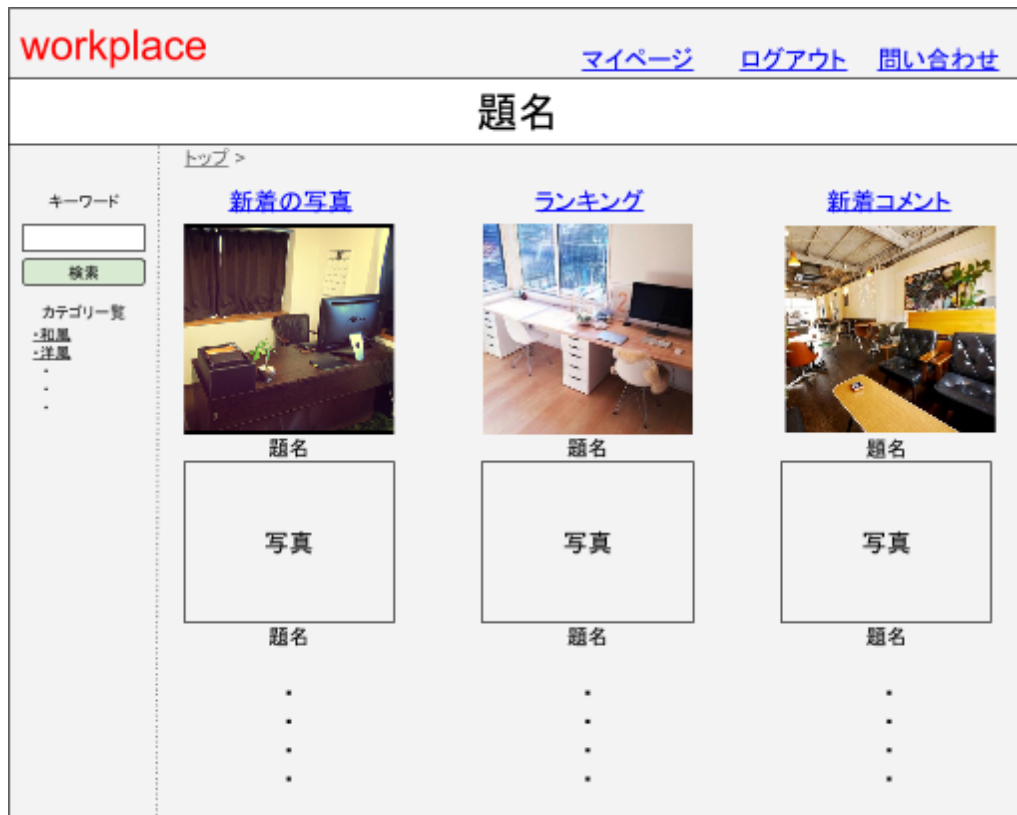 workplace
マイページ ログアウト 問い合わせ
題名
トップ >
キーワード
検索
カテゴリ一覧
・和風
・洋風
・
・
・
新着の写真 ランキング 新着コメント
題名 題名 題名
写真 写真 写真
題名 題名 題名
・ ・ ・
・ ・ ・
・ ・ ・
・ ・ ・